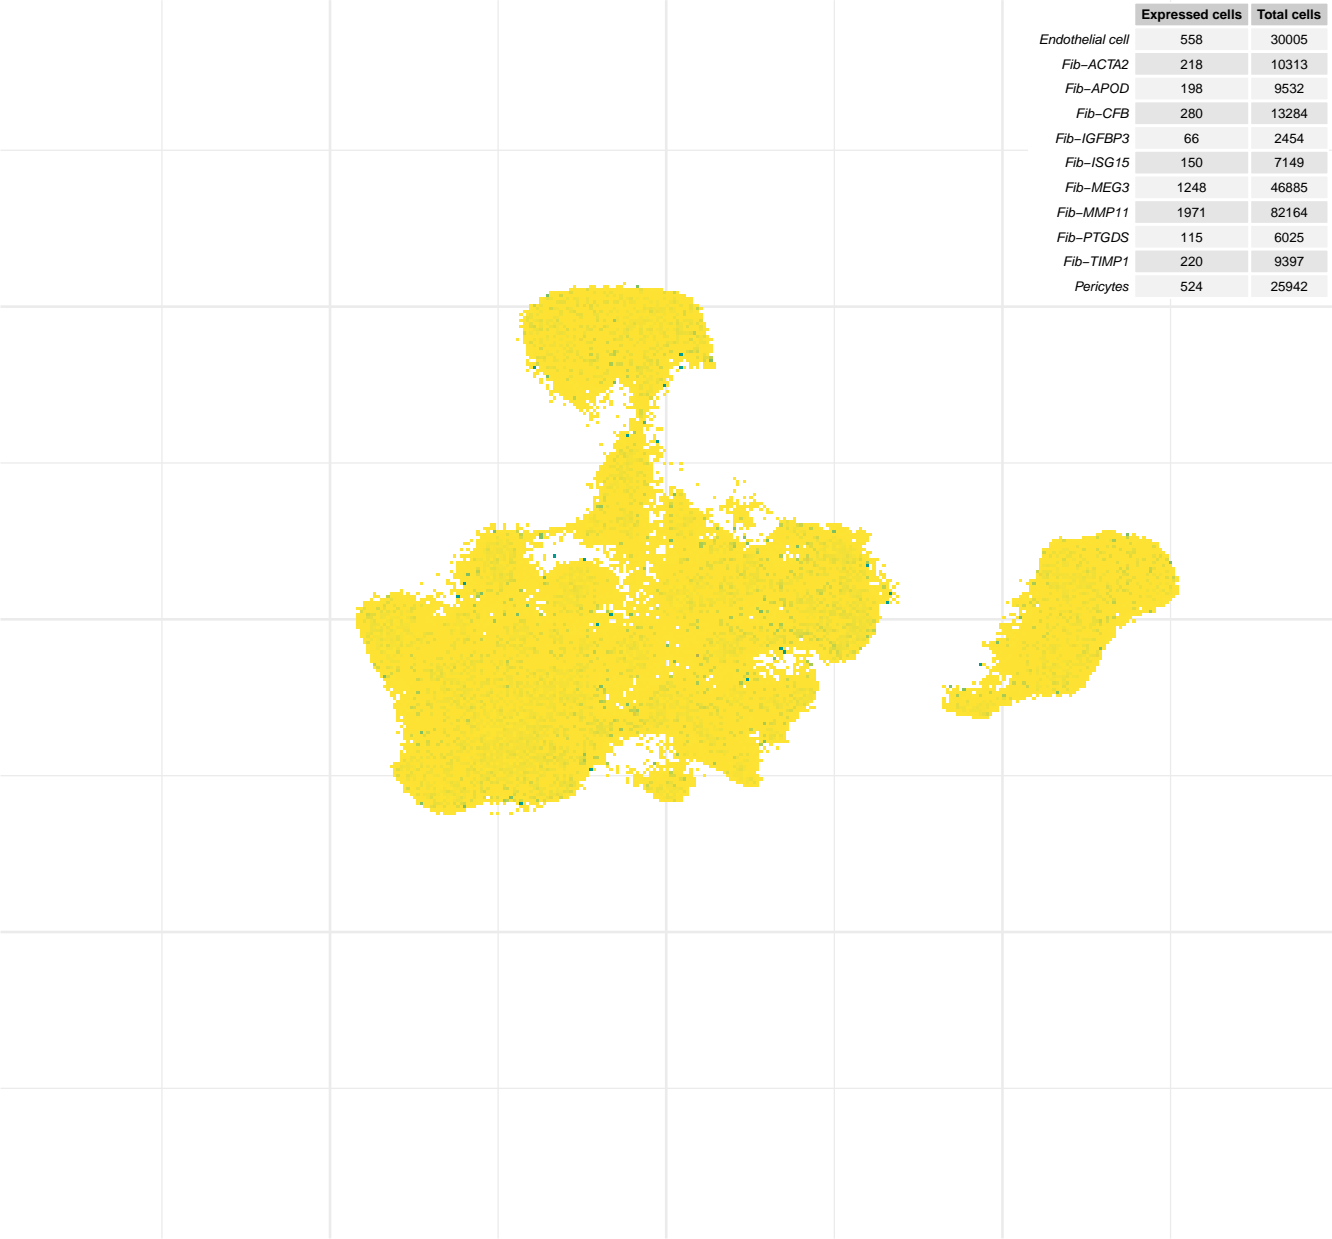 Expressed cells Total cells
Endothelial cell 558 30005
Fib−ACTA2 218 10313
Fib−APOD 198 9532
Fib−CFB 280 13284
Fib−IGFBP3 66 2454
Fib−ISG15 150 7149
Fib−MEG3 1248 46885
Fib−MMP11 1971 82164
Fib−PTGDS 115 6025
Fib−TIMP1 220 9397
Pericytes 524 25942